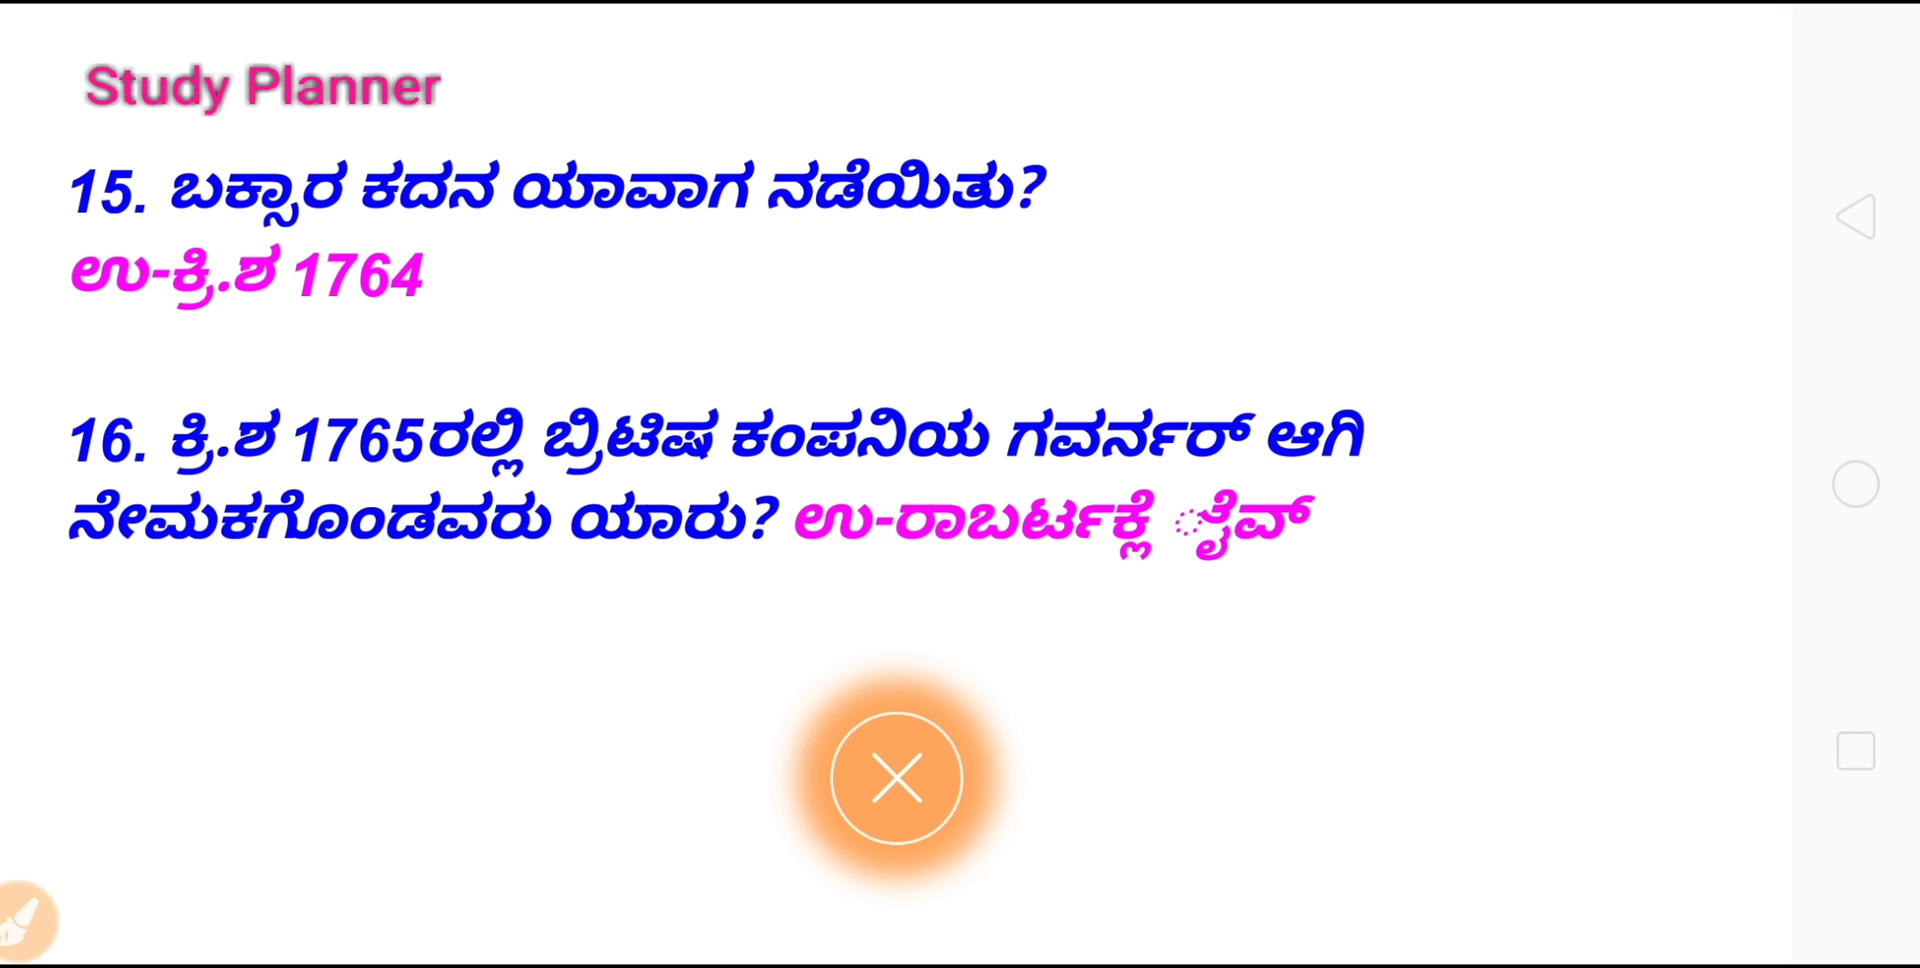 Study Planner
15. ಬಕ್ಸಾರ ಕದನ ಯಾವಾಗ ನಡೆಯಿತು?
ಉ-ಕ್ರಿ.ಶ 1764
16. ಕ್ರಿ.ಶ 1765ರಲ್ಲಿ ಬ್ರಿಟಿಷ ಕಂಪನಿಯ ಗವರ್ನರ್ ಆಗಿ
ನೇಮಕಗೊಂಡವರು ಯಾರು? ಉ-ರಾಬರ್ಟಕ್ಲೆ ೖವ್